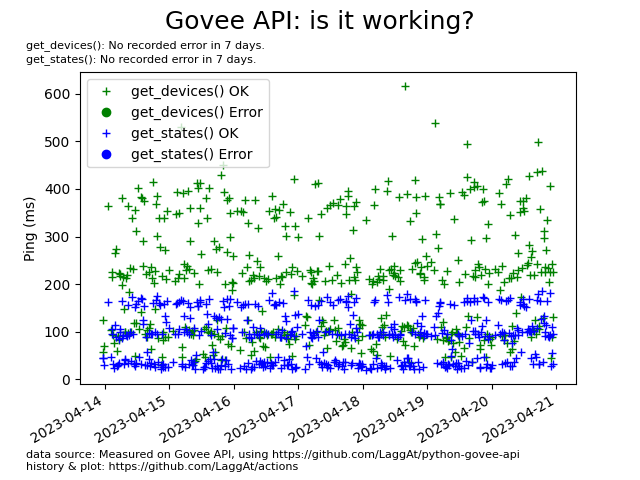 Govee API: is it working?
get_devices(): No recorded error in 7 days.
get_states(): No recorded error in 7 days.
get_devices() OK
get_devices() Error
get_states() OK
get_states() Error
Ping (ms)
600
500
400
300
200
100
0
2023-04-14
2023-04-15
2023-04-16
2023-04-17
2023-04-18
2023-04-19
2023-04-20
2023-04-21
data source: Measured on Govee API, using https://github.com/LaggAt/python-govee-api
history & plot: https://github.com/LaggAt/actions